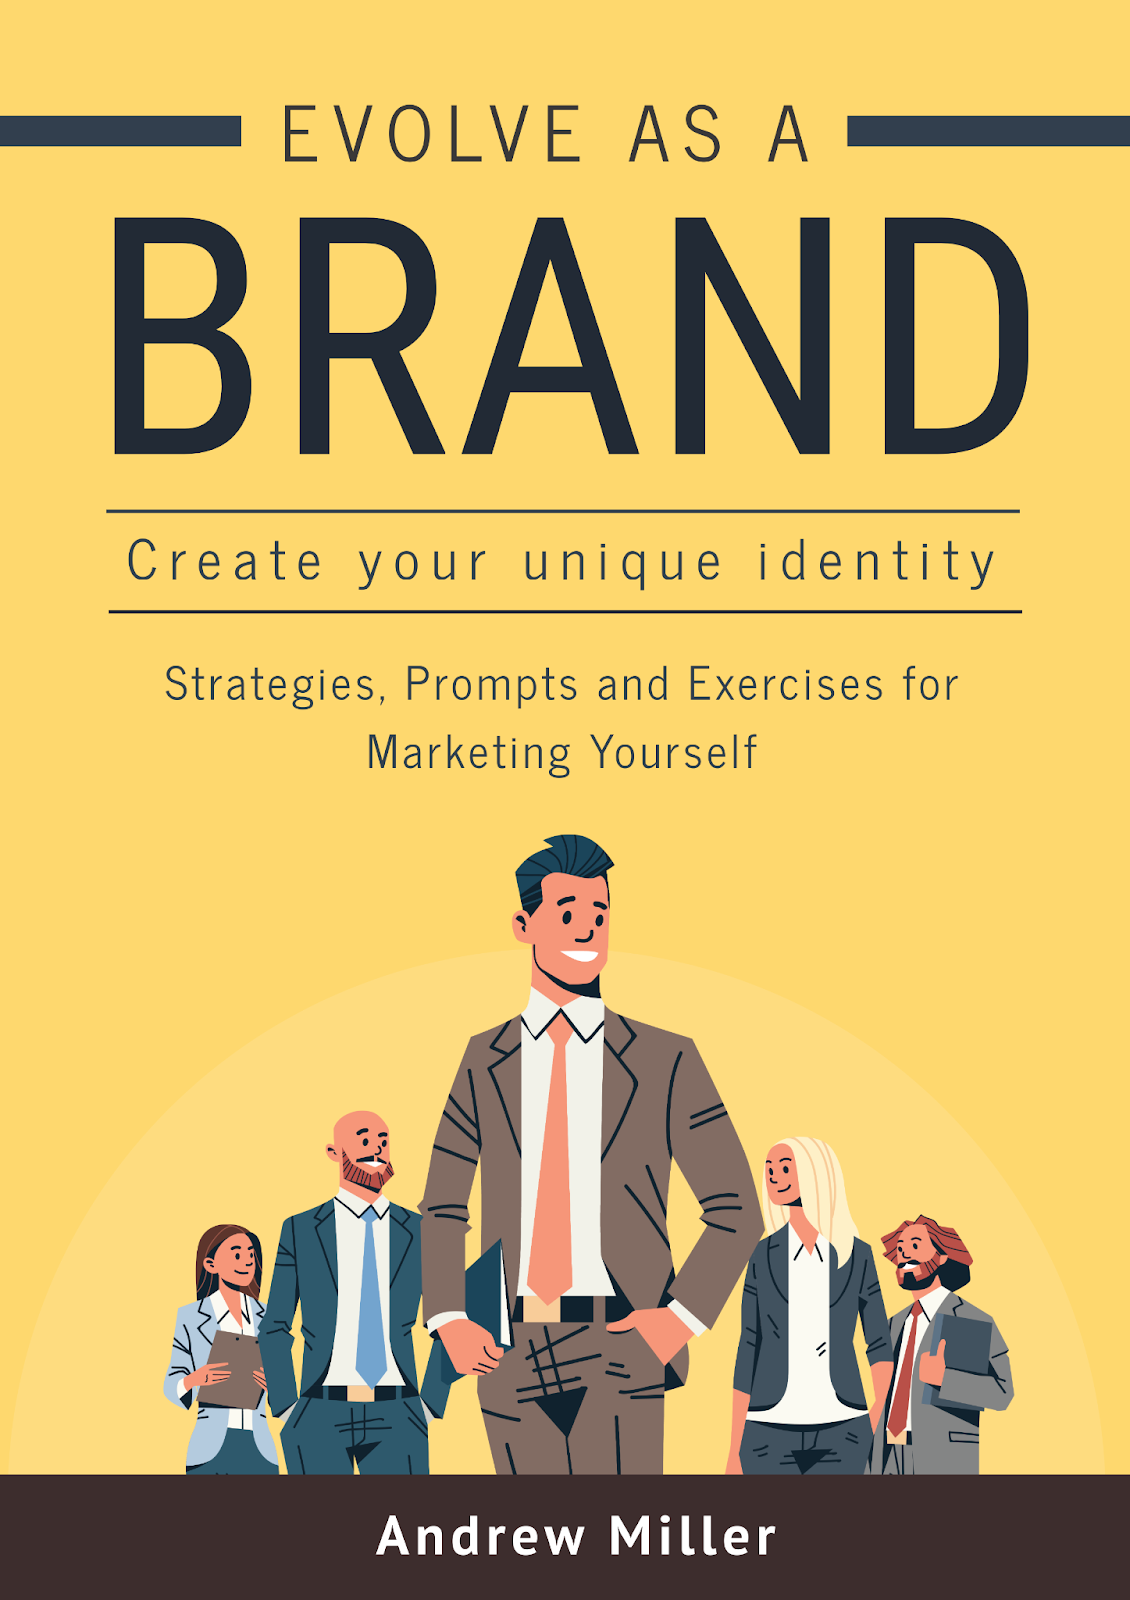 EVOLVE AS A
BRAND
Create your unique identity
Strategies, Prompts and Exercises for
Marketing Yourself
Andrew Miller